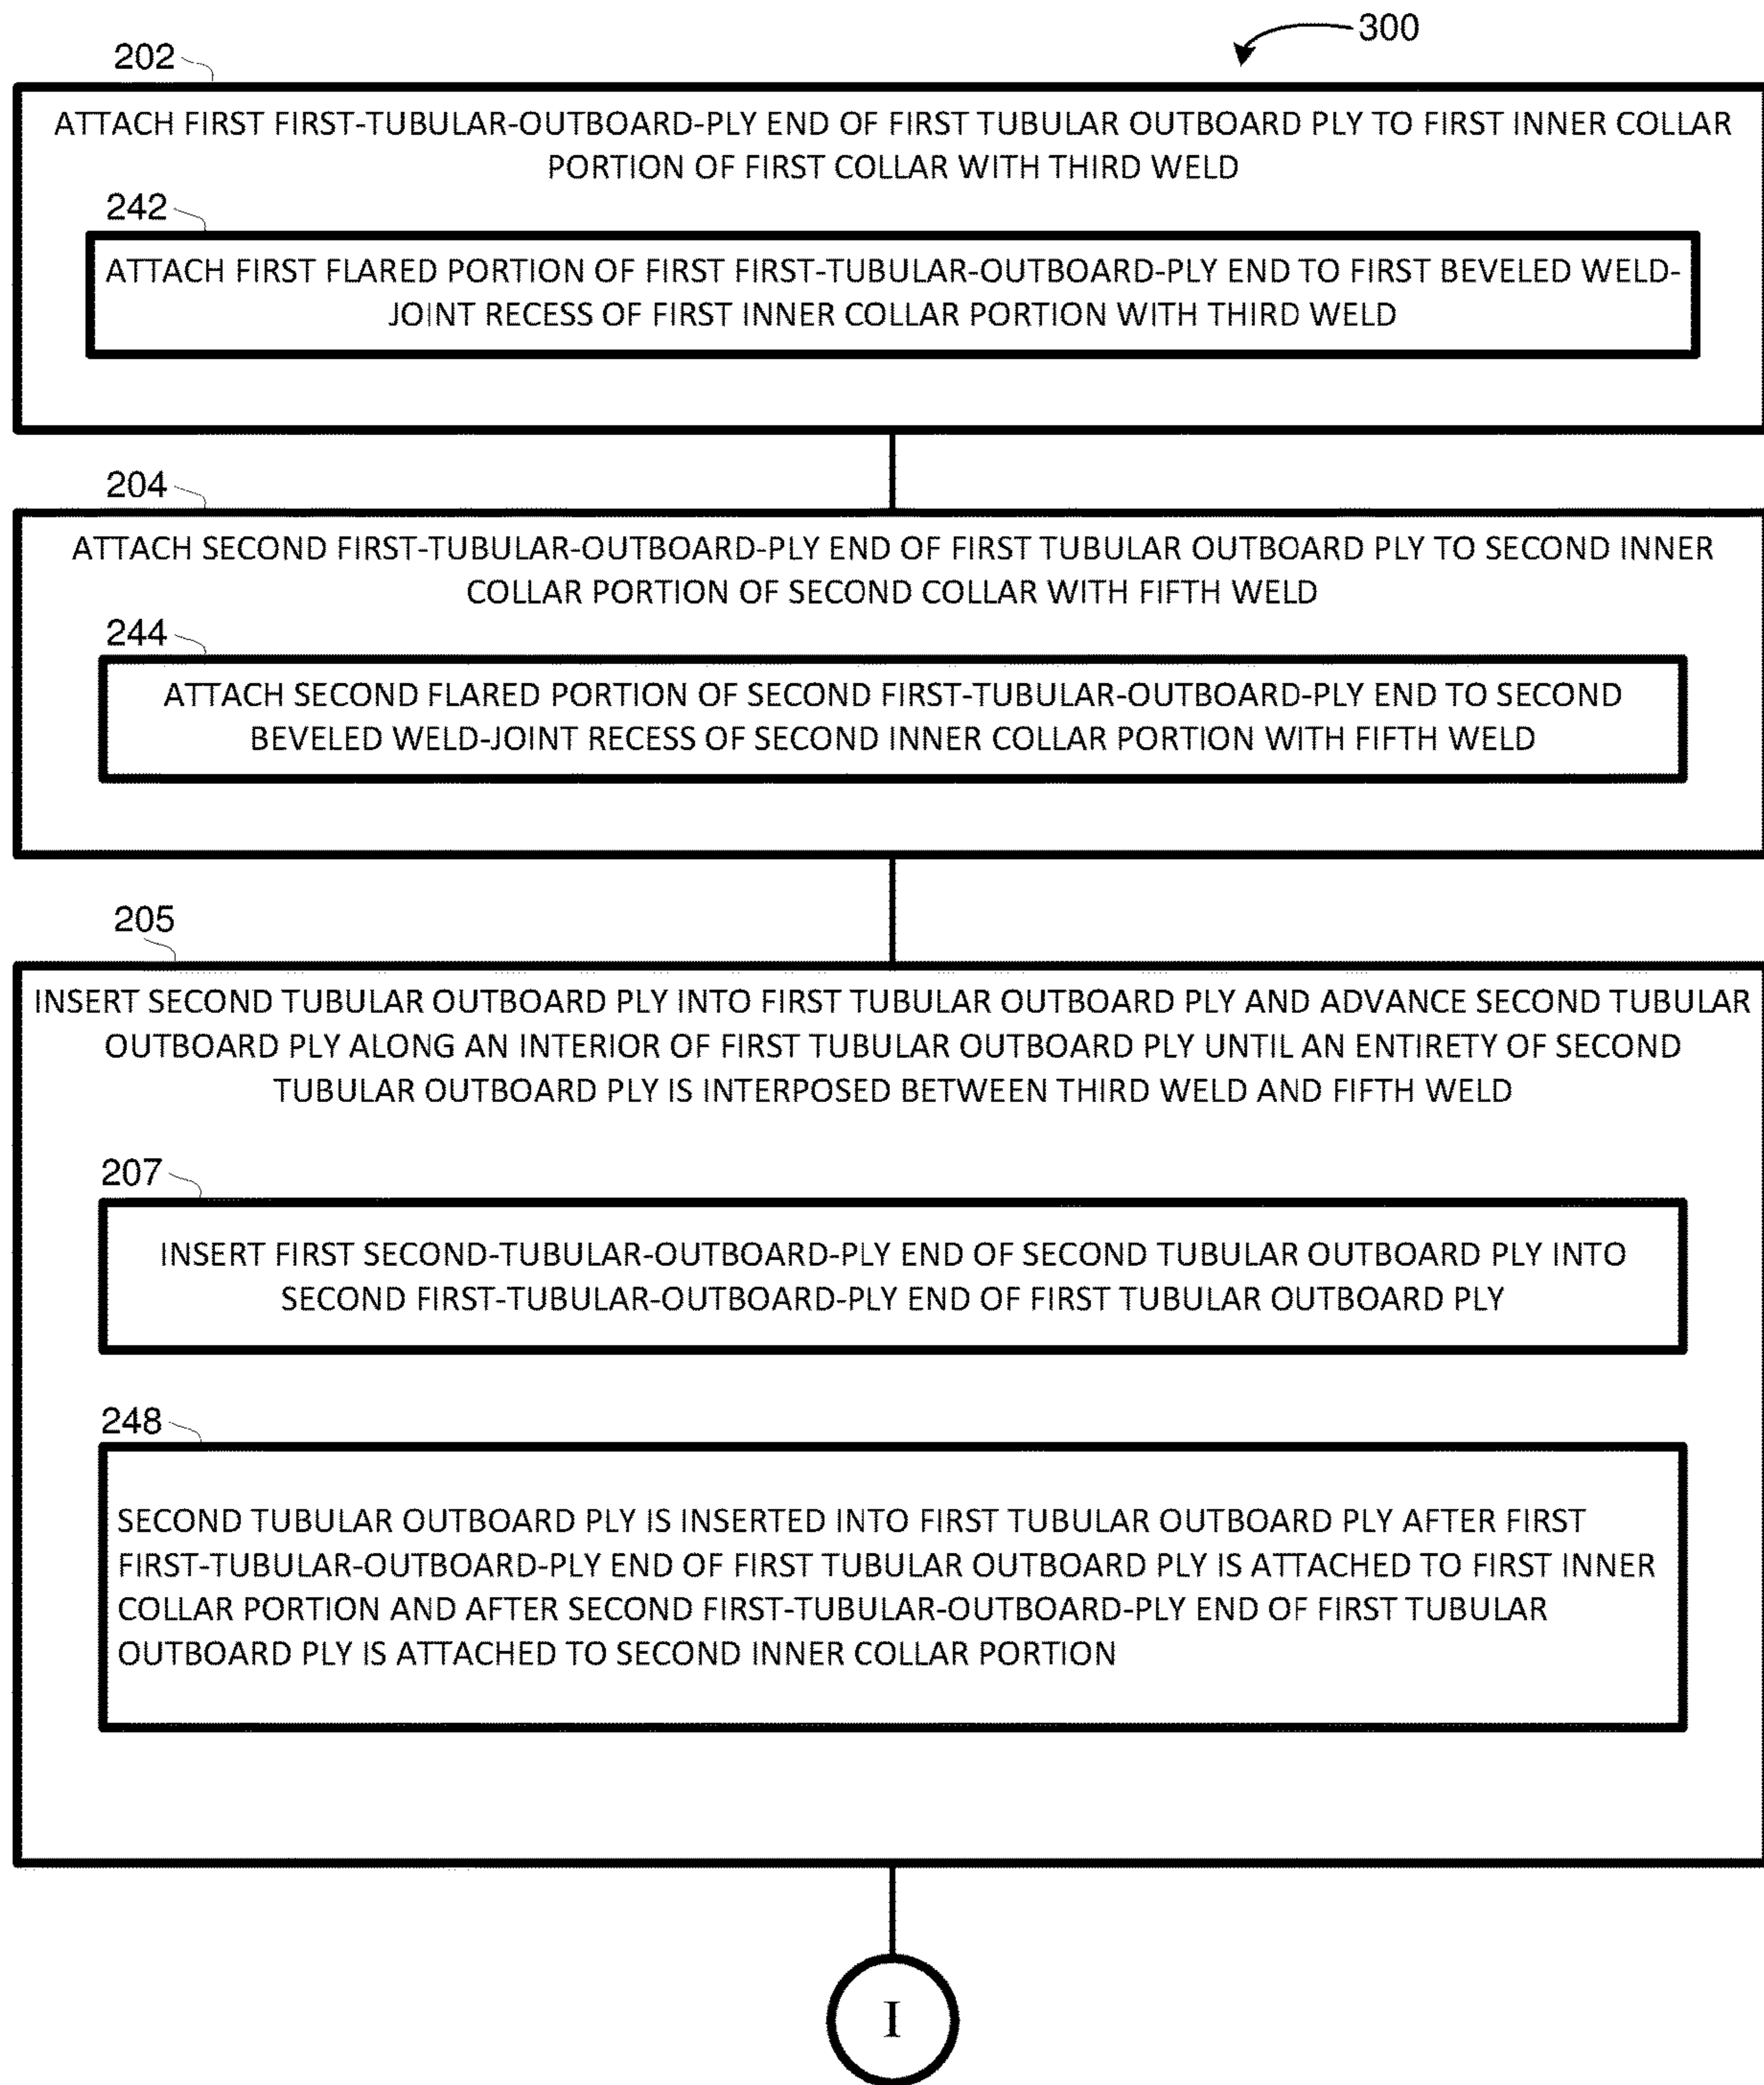 300
202
ATTACH FIRST FIRST-TUBULAR-OUTBOARD-PLY END OF FIRST TUBULAR OUTBOARD PLY TO FIRST INNER COLLAR
PORTION OF FIRST COLLAR WITH THIRD WELD
242
ATTACH FIRST FLARED PORTION OF FIRST FIRST-TUBULAR-OUTBOARD-PLY END TO FIRST BEVELED WELD-
JOINT RECESS OF FIRST INNER COLLAR PORTION WITH THIRD WELD
204
ATTACH SECOND FIRST-TUBULAR-OUTBOARD-PLY END OF FIRST TUBULAR OUTBOARD PLY TO SECOND INNER
COLLAR PORTION OF SECOND COLLAR WITH FIFTH WELD
244
ATTACH SECOND FLARED PORTION OF SECOND FIRST-TUBULAR-OUTBOARD-PLY END TO SECOND
BEVELED WELD-JOINT RECESS OF SECOND INNER COLLAR PORTION WITH FIFTH WELD
205
INSERT SECOND TUBULAR OUTBOARD PLY INTO FIRST TUBULAR OUTBOARD PLY AND ADVANCE SECOND TUBULAR
OUTBOARD PLY ALONG AN INTERIOR OF FIRST TUBULAR OUTBOARD PLY UNTIL AN ENTIRETY OF SECOND
TUBULAR OUTBOARD PLY IS INTERPOSED BETWEEN THIRD WELD AND FIFTH WELD
207
INSERT FIRST SECOND-TUBULAR-OUTBOARD-PLY END OF SECOND TUBULAR OUTBOARD PLY INTO
SECOND FIRST-TUBULAR-OUTBOARD-PLY END OF FIRST TUBULAR OUTBOARD PLY
248
SECOND TUBULAR OUTBOARD PLY IS INSERTED INTO FIRST TUBULAR OUTBOARD PLY AFTER FIRST
FIRST-TUBULAR-OUTBOARD-PLY END OF FIRST TUBULAR OUTBOARD PLY IS ATTACHED TO FIRST INNER
COLLAR PORTION AND AFTER SECOND FIRST-TUBULAR-OUTBOARD-PLY END OF FIRST TUBULAR
OUTBOARD PLY IS ATTACHED TO SECOND INNER COLLAR PORTION
I